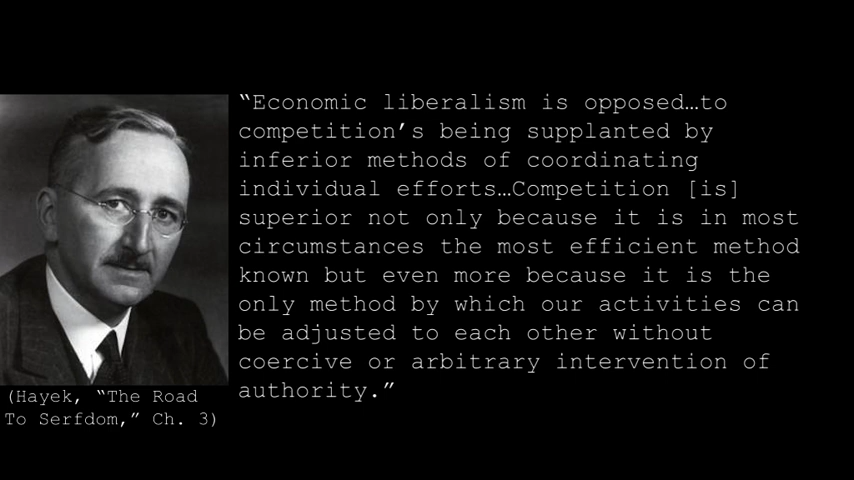 “Economic liberalism is opposed…to
competition’s being supplanted by
inferior methods of coordinating
individual efforts…Competition [is]
superior not only because it is in most
circumstances the most efficient method
known but even more because it is the
only method by which our activities can
be adjusted to each other without
coercive or arbitrary intervention of
authority.”
(Hayek, “The Road
To Serfdom,” Ch. 3)